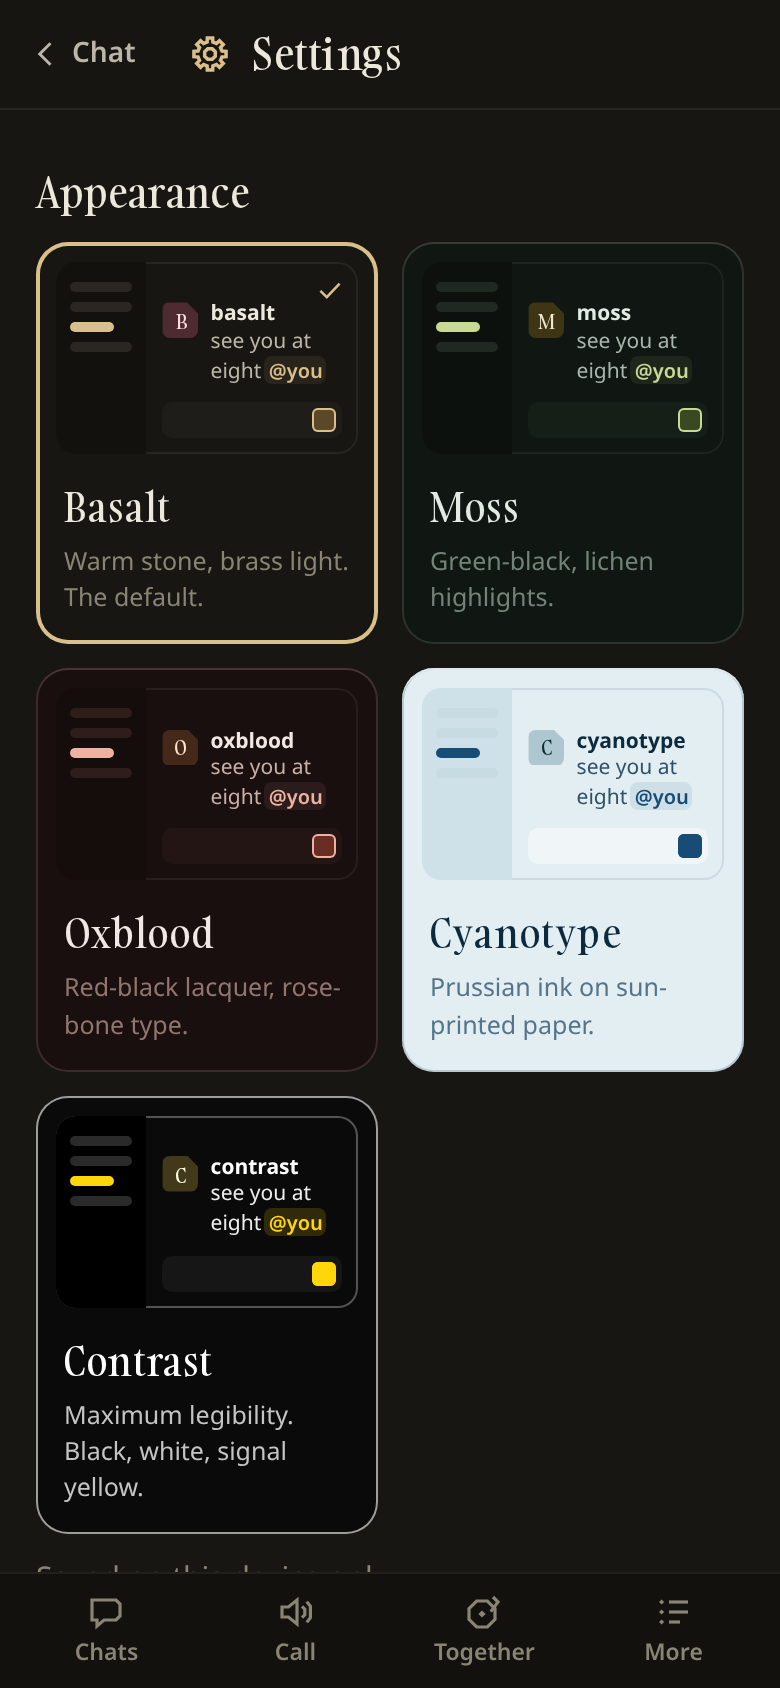 Chat
Settings
Appearance
B
basalt
see you at
eight @you
Basalt
Warm stone, brass light.
The default.
M
moss
see you at
eight @you
Moss
Green-black, lichen
highlights.
O
oxblood
see you at
eight @you
Oxblood
Red-black lacquer, rose-
bone type.
C
cyanotype
see you at
eight @you
Cyanotype
Prussian ink on sun-
printed paper.
C
contrast
see you at
eight @you
Contrast
Maximum legibility.
Black, white, signal
yellow.
Chats
Call
Together
More